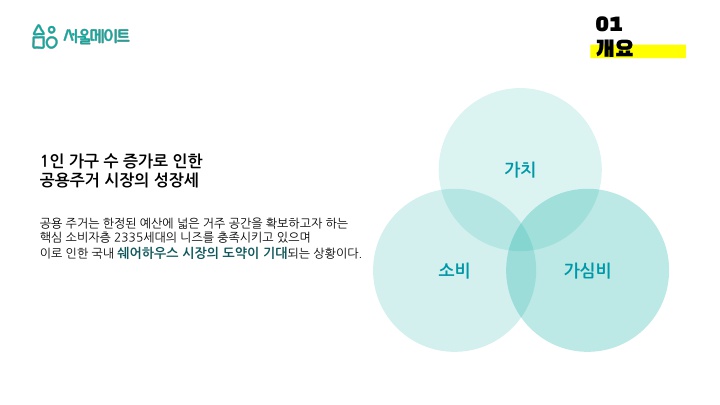 서울메이트
01
개요
1인 가구 수 증가로 인한
공용주거 시장의 성장세
공용 주거는 한정된 예산에 넓은 거주 공간을 확보하고자 하는
핵심 소비자층 2335세대의 니즈를 충족시키고 있으며
이로 인한 국내 쉐어하우스 시장의 도약이 기대되는 상황이다.
가치
소비
가심비